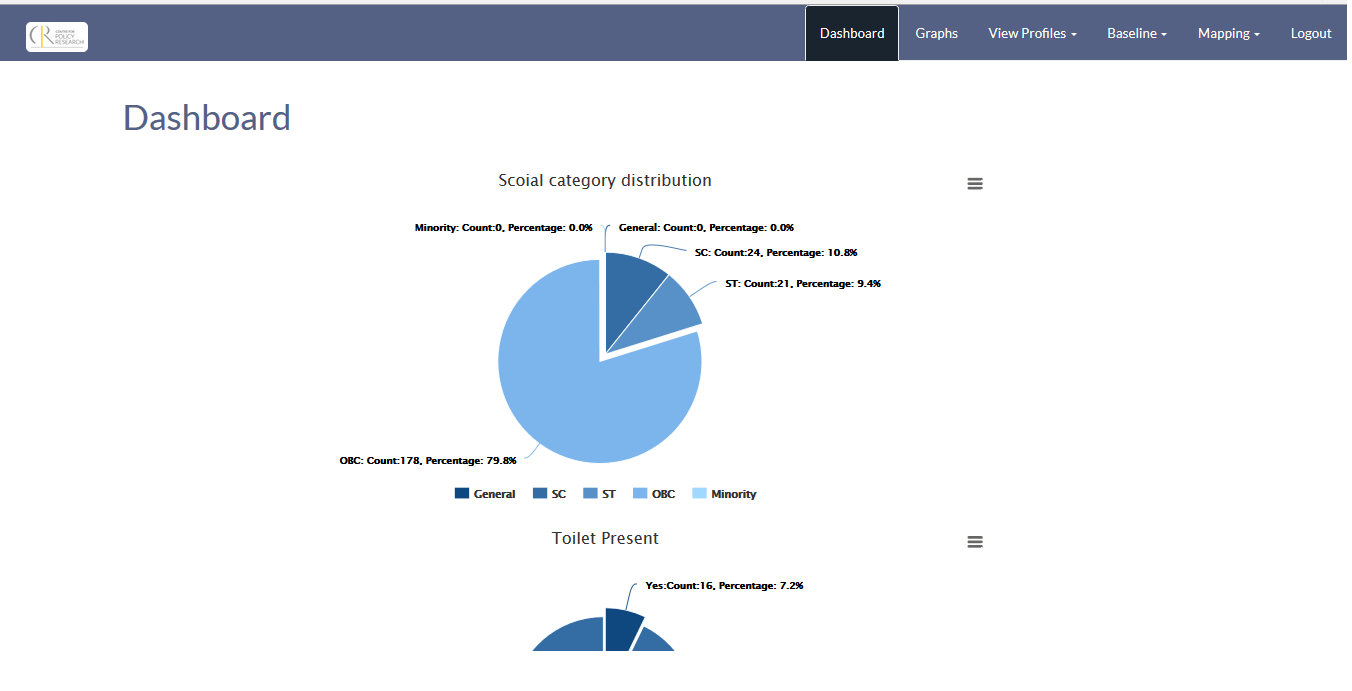 CENTRE FOR
POLICY
RESEARCH
Dashboard
Graphs
View Profiles
Baseline
Mapping
Logout
Dashboard
Scoial category distribution
Minority: Count:0, Percentage: 0.0%
General: Count:0, Percentage: 0.0%
SC: Count:24, Percentage: 10.8%
ST: Count:21, Percentage: 9.4%
OBC: Count:178, Percentage: 79.8%
General SC ST OBC Minority
Toilet Present
Yes:Count:16, Percentage: 7.2%